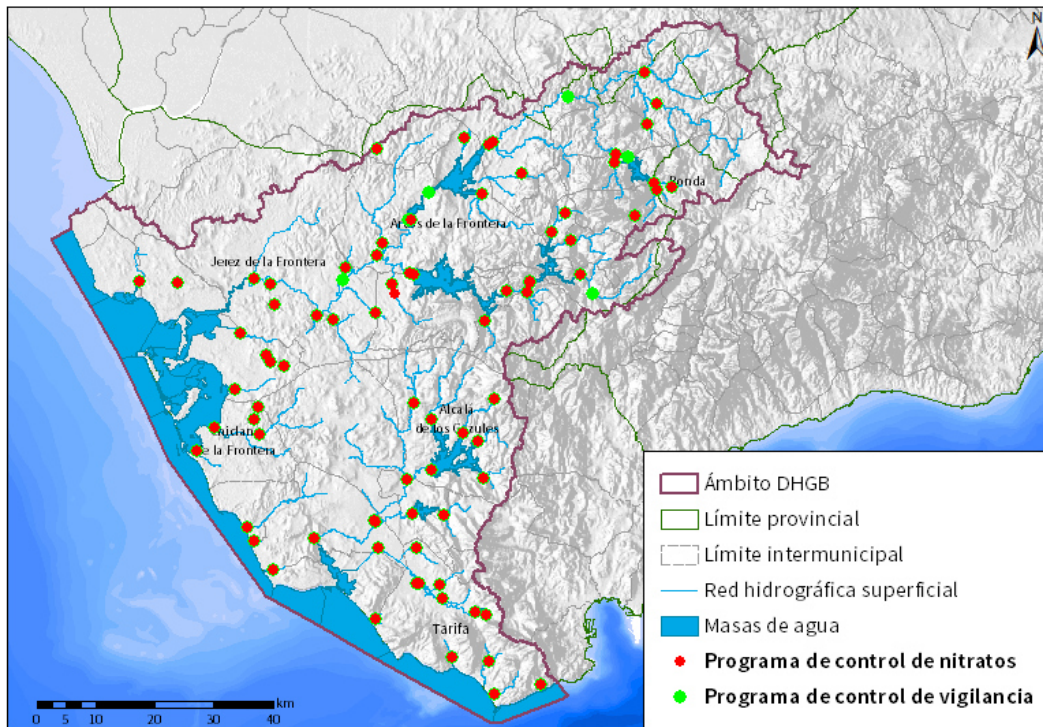 N
Ronda
Arcos de la Frontera
Jerez de la Frontera
Alcalá
de los Gazules
Chiclana
de la Frontera
Tarifa
km
0 5 10 20 30 40
Ámbito DHGB
Límite provincial
Límite intermunicipal
Red hidrográfica superficial
Masas de agua
Programa de control de nitratos
Programa de control de vigilancia